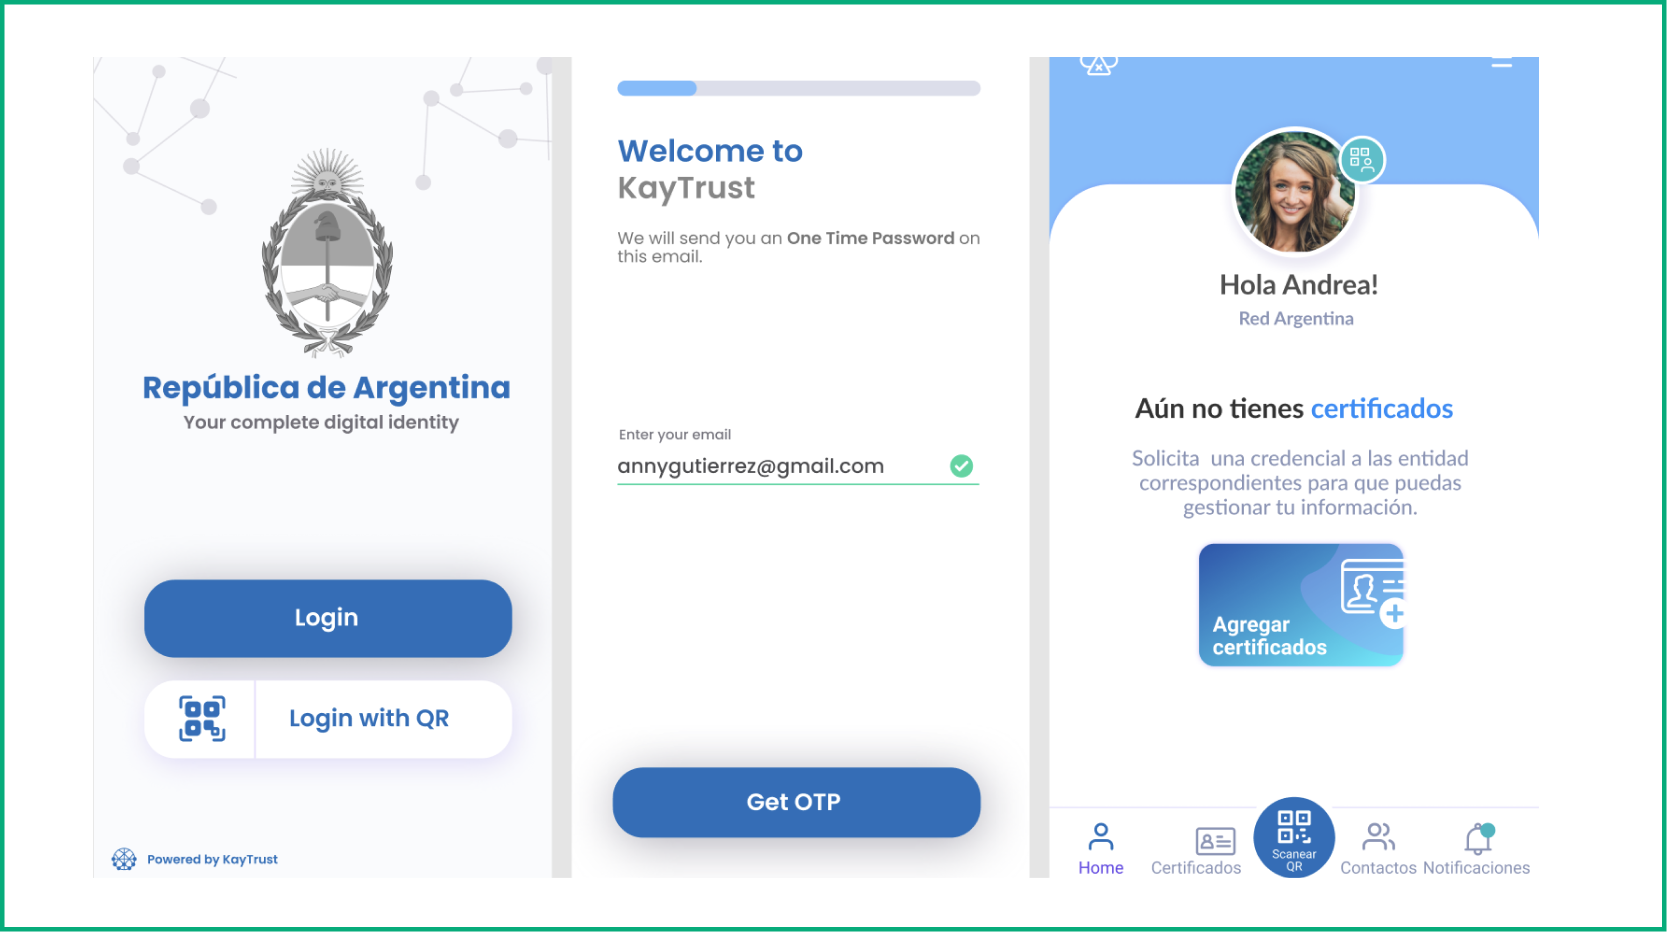 República de Argentina
Your complete digital identity
Login
Login with QR
Powered by KayTrust
Welcome to
KayTrust
We will send you an One Time Password on
this email.
Enter your email
annygutierrez@gmail.com
Get OTP
Hola Andrea!
Red Argentina
Aún no tienes certificados
Solicita una credencial a las entidad
correspondientes para que puedas
gestionar tu información.
Agregar
certificados
Home
Certificados
Scanear
QR
Contactos
Notificaciones